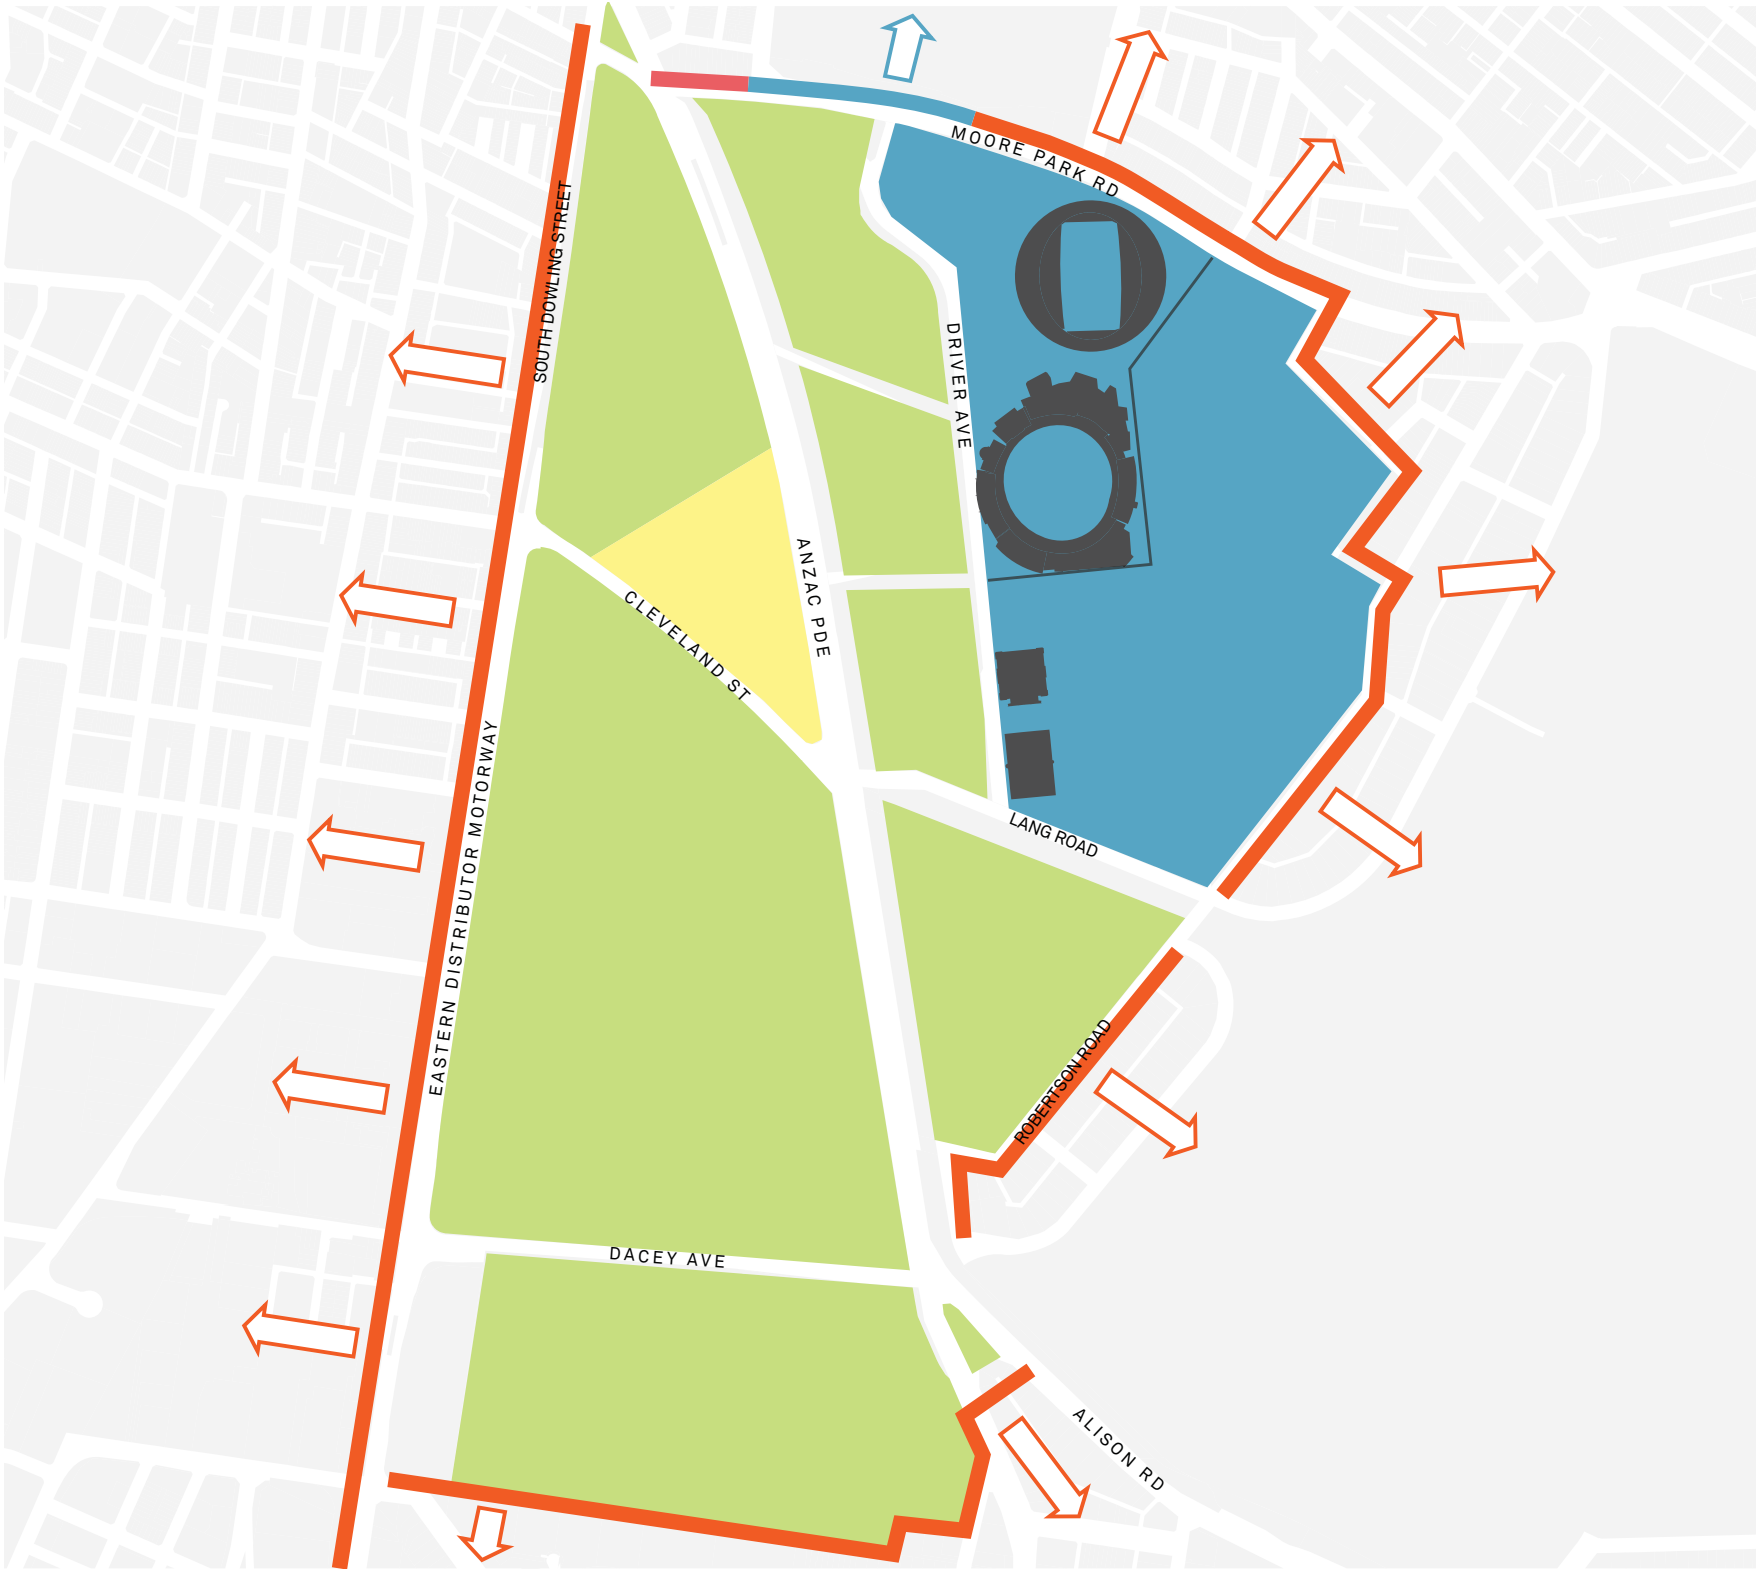 MOORE PARK RD
SOUTH DOWLING STREET
DRIVER AVE
ANZAC PDE
CLEVELAND ST
EASTERN DISTRIBUTOR MOTORWAY
LANG ROAD
ROBERTSON ROAD
DACEY AVE
ALISON RD